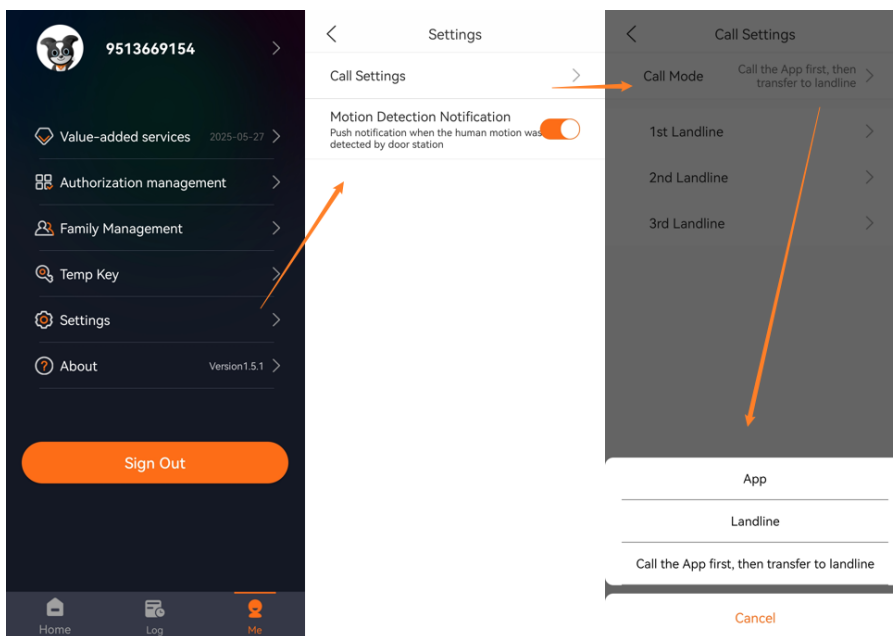 9513669154
Value-added services 2025-05-27
Authorization management
Family Management
Temp Key
Settings
About Version1.5.1
Sign Out
Home Log Me
Settings
Call Settings
Motion Detection Notification
Push notification when the human motion was
detected by door station
Call Settings
Call Mode Call the App first, then
transfer to landline
1st Landline
2nd Landline
3rd Landline
App
Landline
Call the App first, then transfer to landline
Cancel